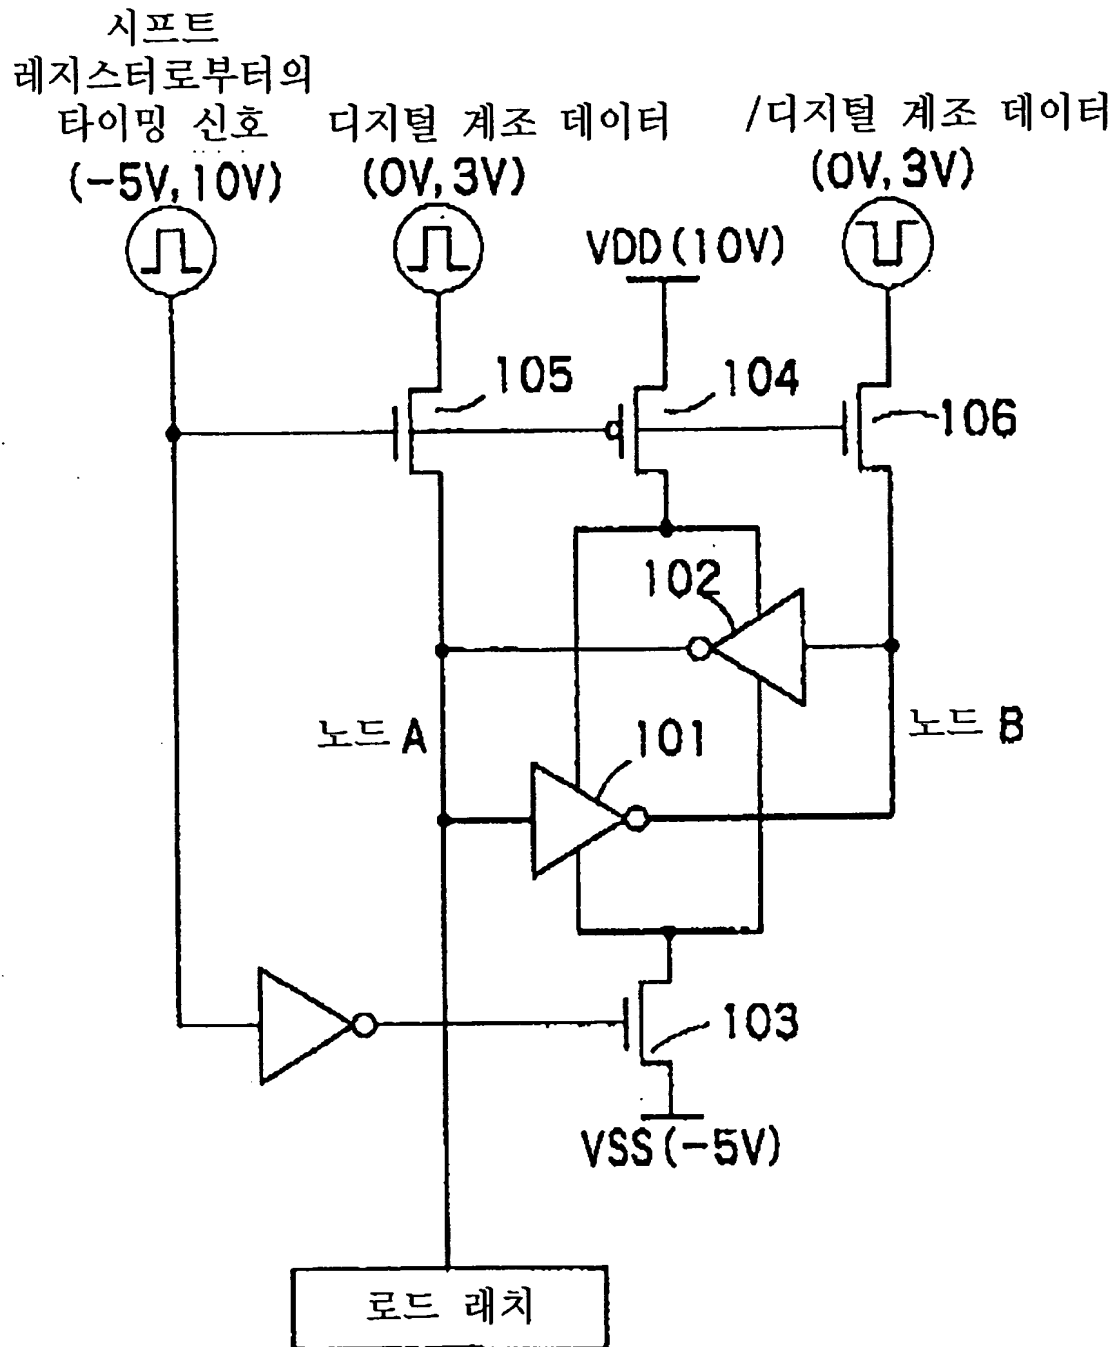 시프트
레지스터로부터의
타이밍 신호
(-5V,10V)
디지털 계조 데이터
(0V,3V)
/디지털 계조 데이터
(0V,3V)
VDD(10V)
105
104
106
102
노드 A
101
노드 B
103
VSS(-5V)
로드 래치